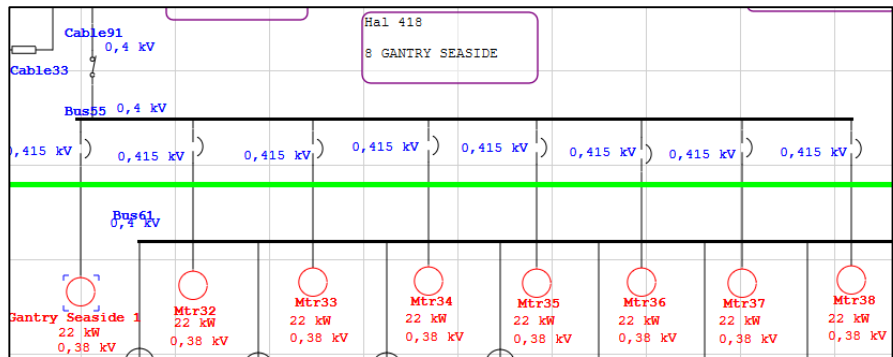 Hal 418
8 GANTRY SEASIDE
Cable91
0,4 kV
Cable33
Bus55 0,4 kV
0,415 kV
0,415 kV
0,415 kV
0,415 kV
0,415 kV
0,415 kV
0,415 kV
0,415 kV
Bus61
0,4 kV
Gantry Seaside 1
22 kW
0,38 kV
Mtr32
22 kW
0,38 kV
Mtr33
22 kW
0,38 kV
Mtr34
22 kW
0,38 kV
Mtr35
22 kW
0,38 kV
Mtr36
22 kW
0,38 kV
Mtr37
22 kW
0,38 kV
Mtr38
22 kW
0,38 kV